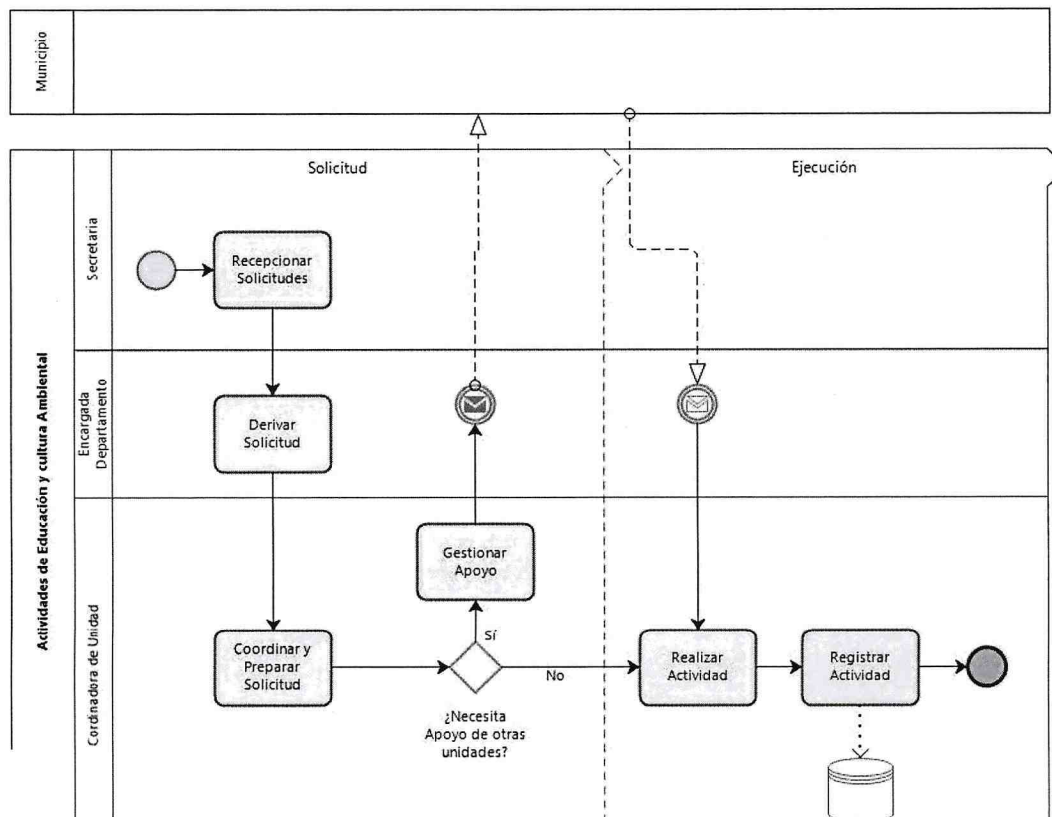 Municipio
Actividades de Educación y cultura Ambiental
Solicitud
Ejecución
Secretaria
Recepcionar
Solicitudes
Encargada
Departamento
Derivar
Solicitud
Cordinadora de Unidad
Gestionar
Apoyo
Sí
Coordinar y
Preparar
Solicitud
No
¿Necesita
Apoyo de otras
unidades?
Realizar
Actividad
Registrar
Actividad